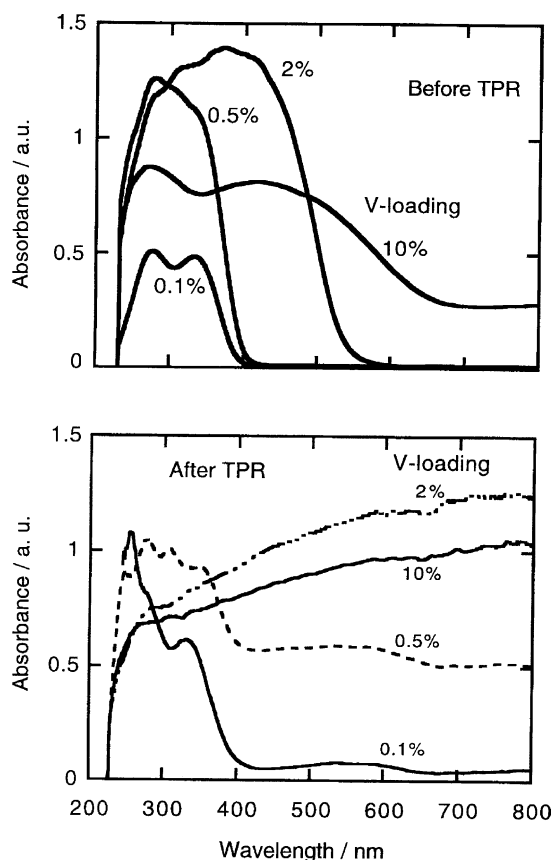 1.5
2%
Before TPR
0.5%
1
Absorbance / a.u.
V-loading
10%
0.5
0.1%
0
1.5
After TPR
V-loading
2%
1
10%
Absorbance / a. u.
0.5%
0.5
0.1%
0
200 300 400 500 600 700 800
Wavelength / nm